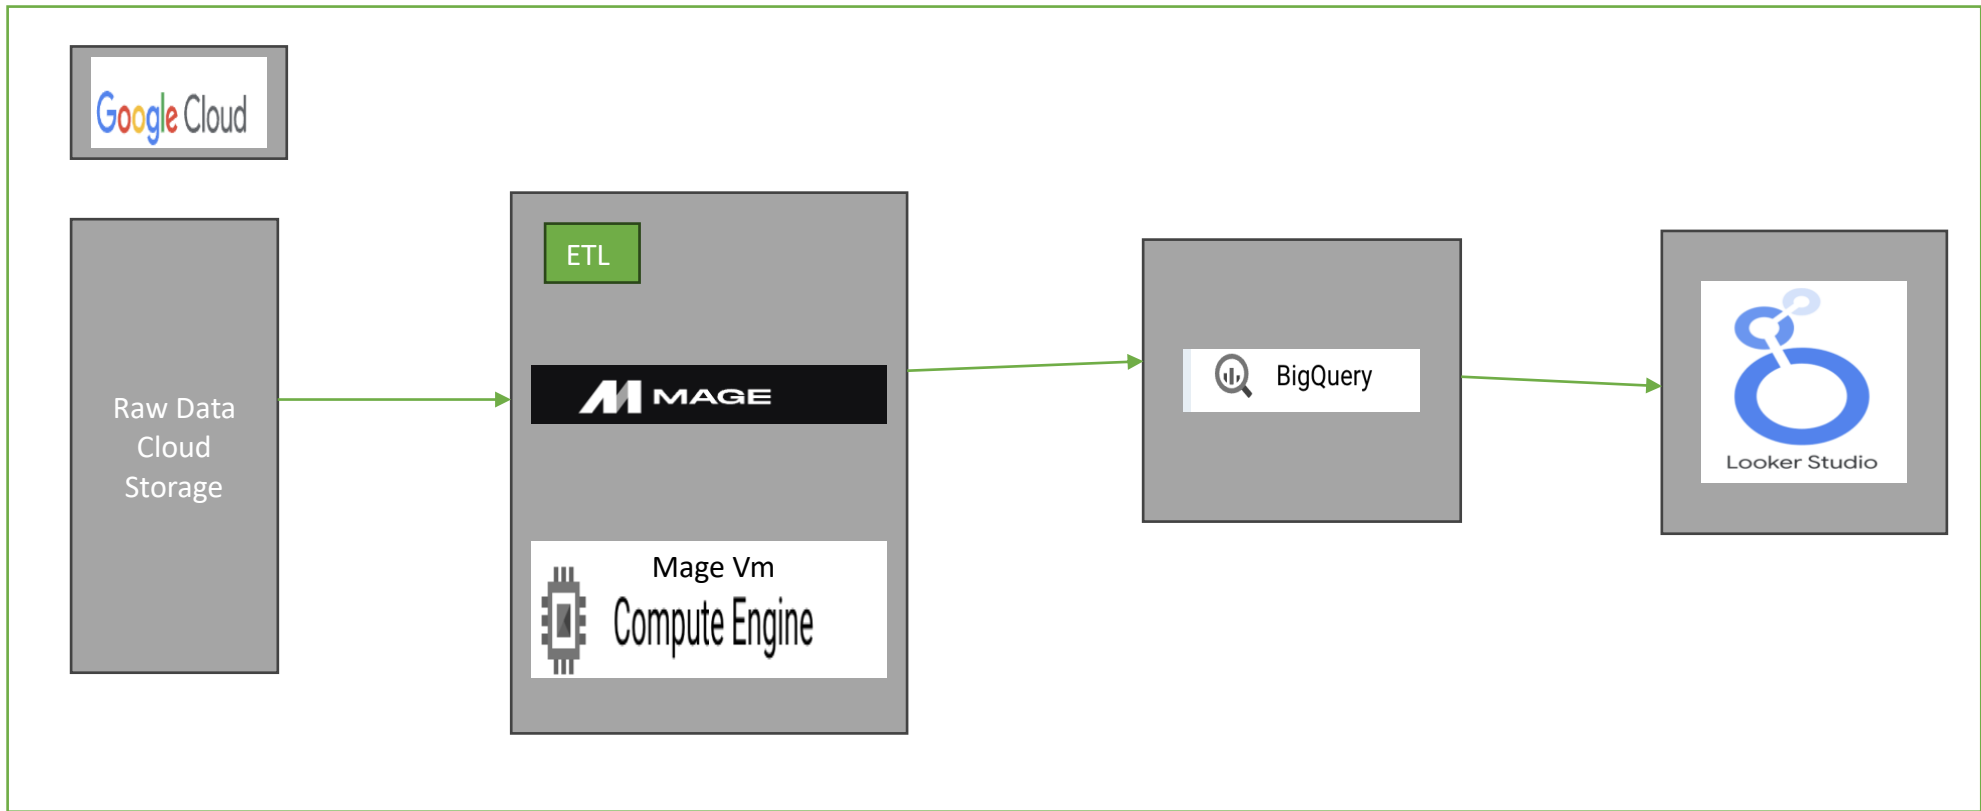 Google Cloud
Raw Data
Cloud
Storage
ETL
MAGE
Mage Vm
Compute Engine
BigQuery
Looker Studio